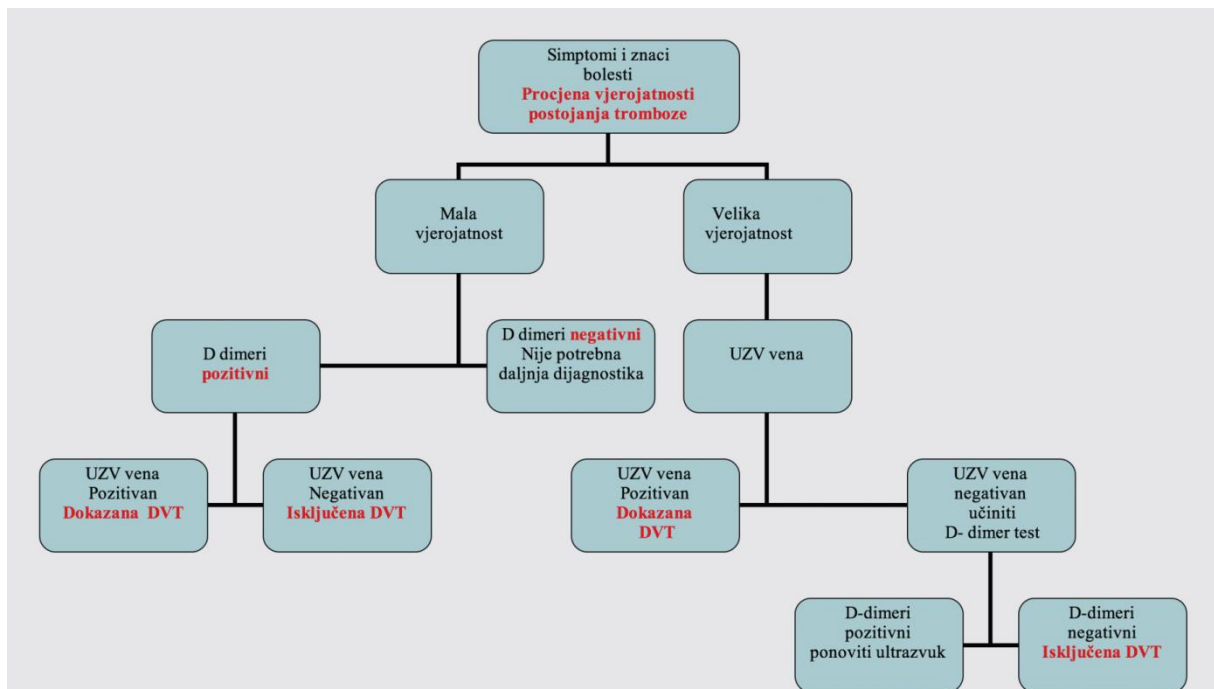 Simptomi i znaci
bolesti
Procjena vjerojatnosti
postojanja tromboze
Mala
vjerojatnost
Velika
vjerojatnost
D dimeri
pozitivni
D dimeri negativni
Nije potrebna
daljnja dijagnostika
UZV vena
UZV vena
Pozitivan
Dokazana DVT
UZV vena
Negativan
Isključena DVT
UZV vena
Pozitivan
Dokazana
DVT
UZV vena
negativan
učiniti
D- dimer test
D-dimeri
pozitivni
ponoviti ultrazvuk
D-dimeri
negativni
Isključena DVT